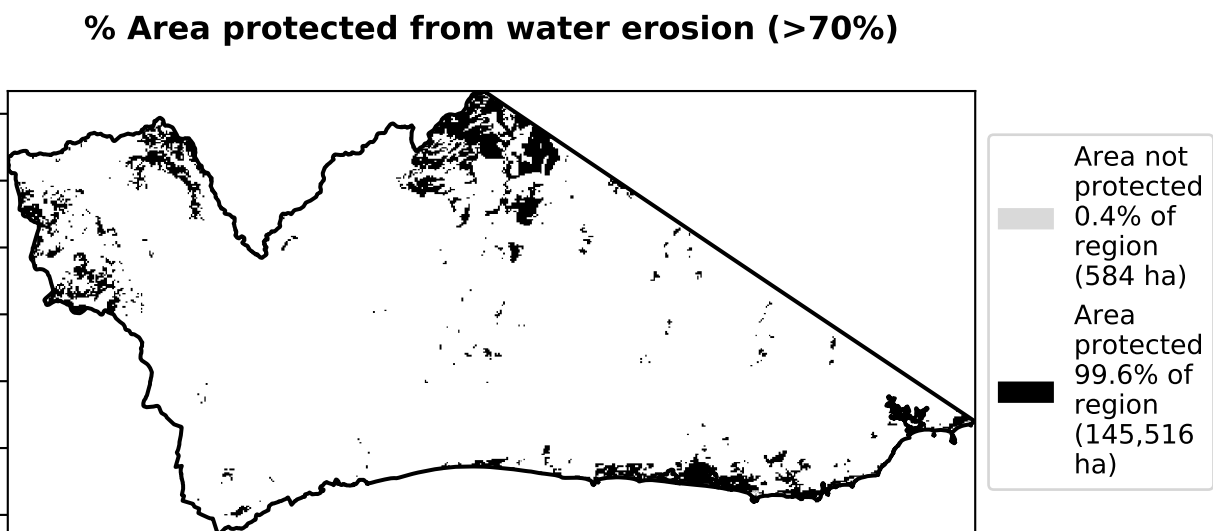 % Area protected from water erosion (>70%)
Area not
protected
0.4% of
region
(584 ha)
Area
protected
99.6% of
region
(145,516
ha)